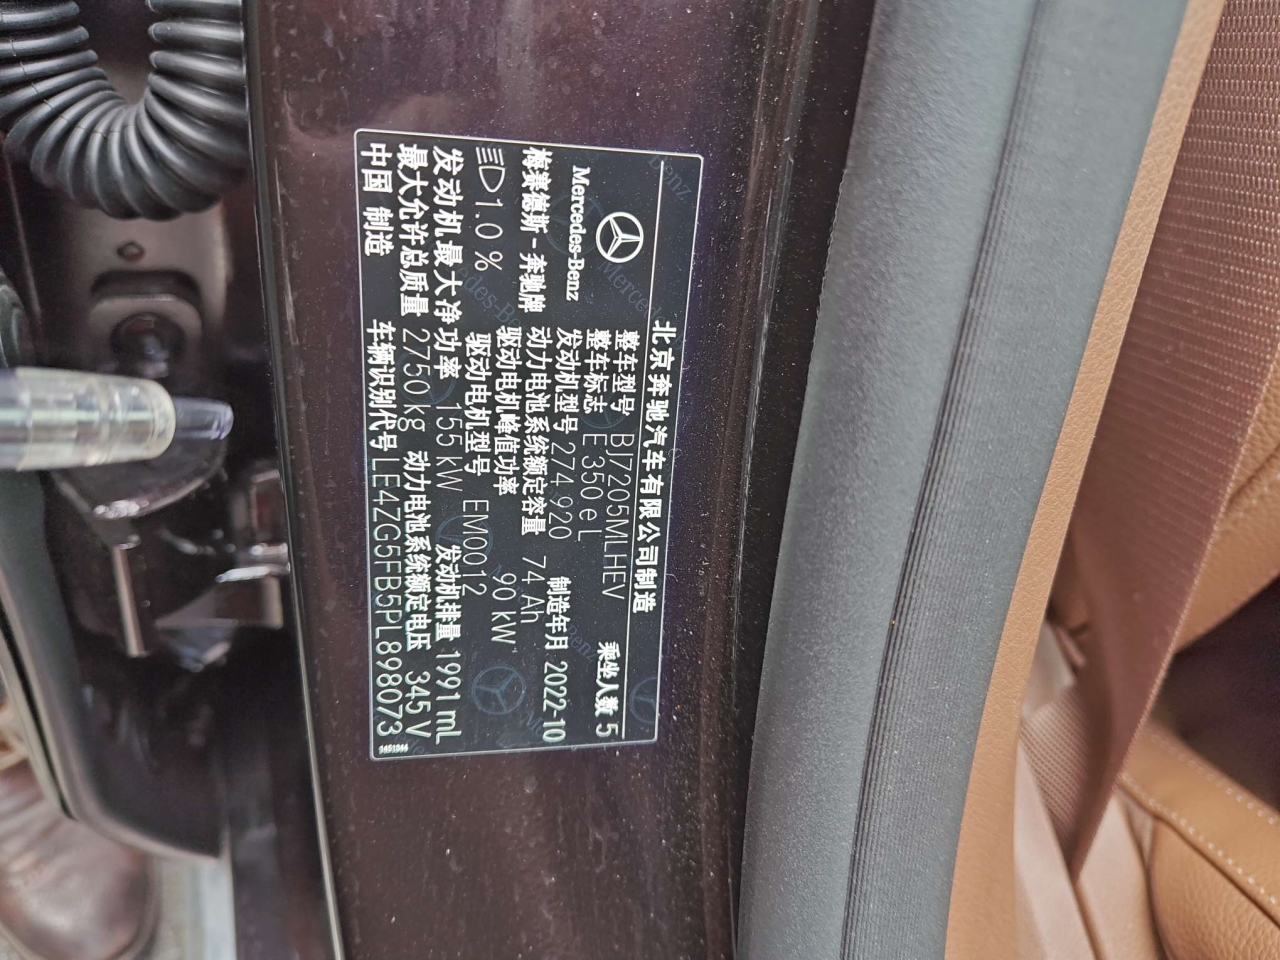 北京奔驰汽车有限公司制造
Mercedes-Benz
整车型号 BJ7205MLHEV 乘坐人数 5
整车标志 E 350 e L
发动机型号 274 920 制造年月 2022-10
梅赛德斯-奔驰牌 动力电池系统额定容量 74 Ah
驱动电机峰值功率 90 kW
1.0 % 驱动电机型号 EM0012
发动机最大净功率 155 kW 发动机排量 1991 mL
最大允许总质量 2750 kg 动力电池系统额定电压 345 V
中国 制造 车辆识别代号 LE4ZG5FB5PL898073